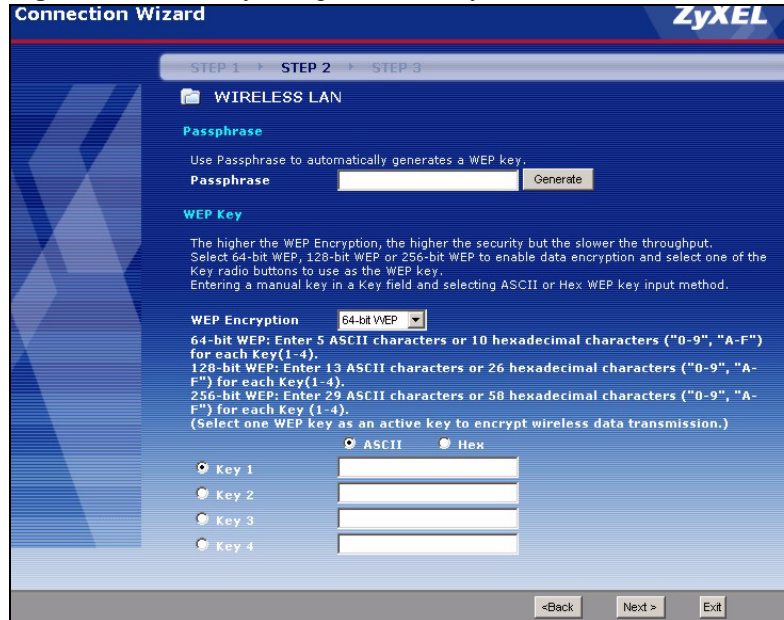 Connection Wizard
ZyXEL
STEP 1 STEP 2 STEP 3
WIRELESS LAN
Passphrase
Use Passphrase to automatically generates a WEP key.
Passphrase
Generate
WEP Key
The higher the WEP Encryption, the higher the security but the slower the throughput.
Select 64-bit WEP, 128-bit WEP or 256-bit WEP to enable data encryption and select one of the
Key radio buttons to use as the WEP key.
Entering a manual key in a Key field and selecting ASCII or Hex WEP key input method.
WEP Encryption 64-bit WEP
64-bit WEP: Enter 5 ASCII characters or 10 hexadecimal characters ("0-9", "A-F")
for each Key(1-4).
128-bit WEP: Enter 13 ASCII characters or 26 hexadecimal characters ("0-9", "A-
F") for each Key(1-4).
256-bit WEP: Enter 29 ASCII characters or 58 hexadecimal characters ("0-9", "A-
F") for each Key (1-4).
(Select one WEP key as an active key to encrypt wireless data transmission.)
ASCII Hex
Key 1
Key 2
Key 3
Key 4
<Back Next > Exit